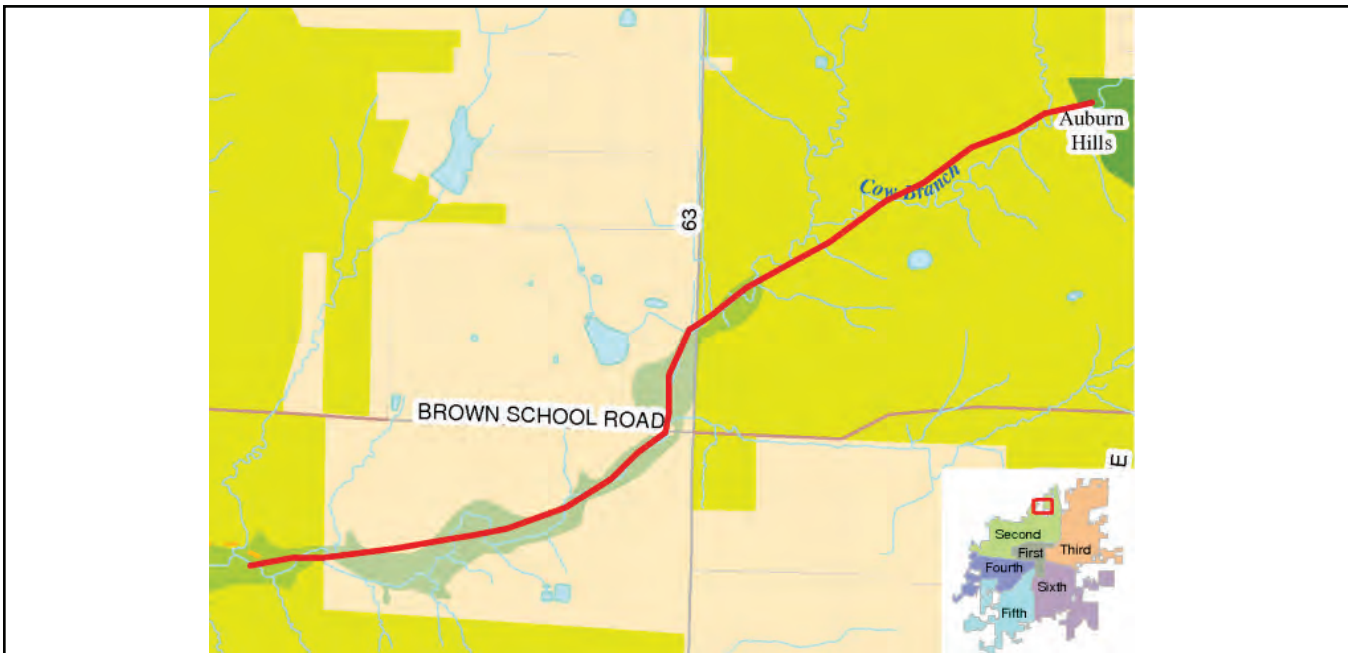 Auburn
Hills
Cow Branch
63
BROWN SCHOOL ROAD
E
Second
First
Third
Fourth
Sixth
Fifth